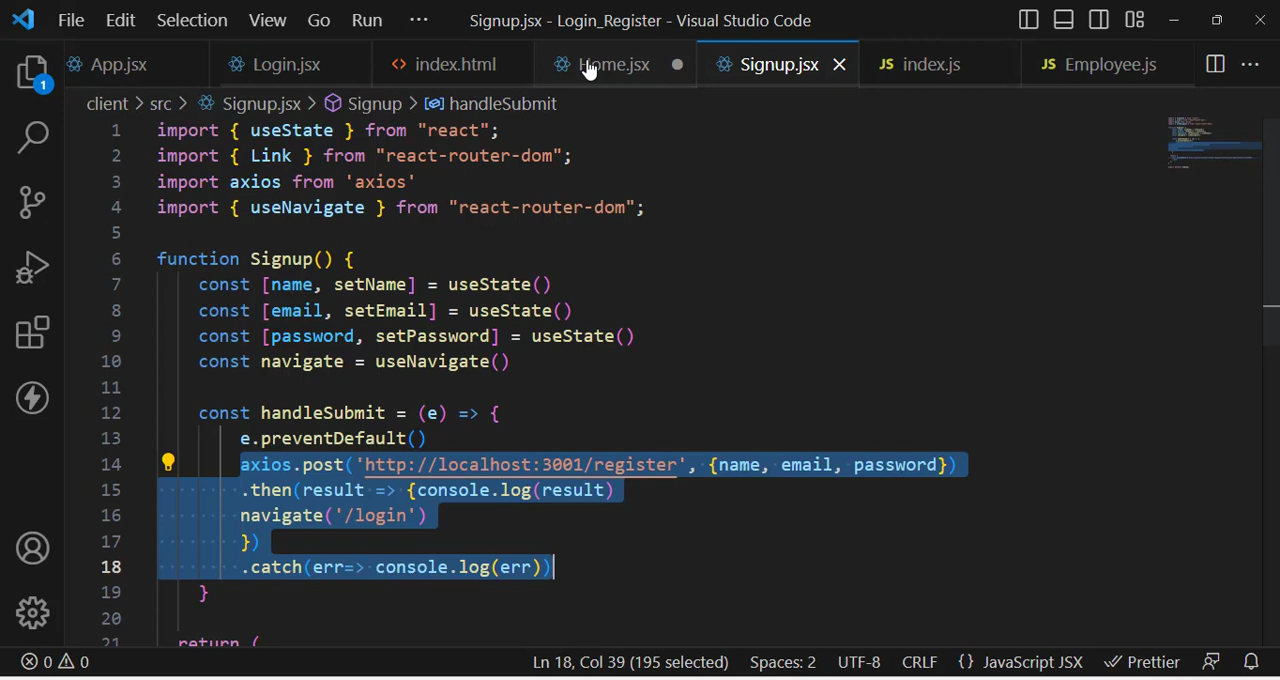 File Edit Selection View Go Run ··· Signup.jsx - Login_Register - Visual Studio Code
App.jsx Login.jsx <> index.html Home.jsx Signup.jsx JS index.js JS Employee.js ···
client > src > Signup.jsx > Signup > handleSubmit
1 import { useState } from "react";
2 import { Link } from "react-router-dom";
3 import axios from 'axios'
4 import { useNavigate } from "react-router-dom";
5
6 function Signup() {
7 const [name, setName] = useState()
8 const [email, setEmail] = useState()
9 const [password, setPassword] = useState()
10 const navigate = useNavigate()
11
12 const handleSubmit = (e) => {
13 e.preventDefault()
14 axios.post('http://localhost:3001/register', {name, email, password})
15 .then(result => {console.log(result)
16 navigate('/login')
17 })
18 .catch(err=> console.log(err))
19 }
20
21 return (
1
0 0 Ln 18, Col 39 (195 selected) Spaces: 2 UTF-8 CRLF {} JavaScript JSX Prettier